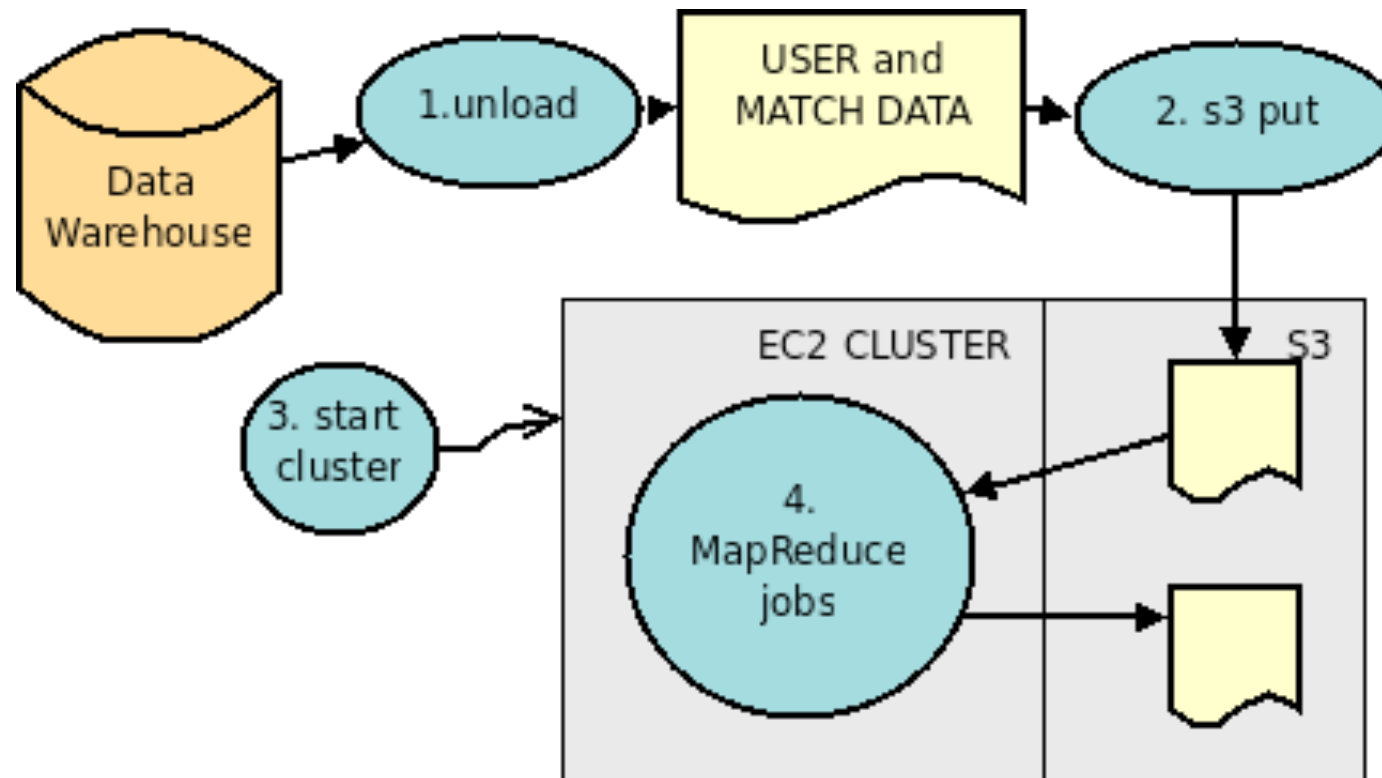 1.unload
USER and
MATCH DATA
2. s3 put
Data
Warehouse
EC2 CLUSTER
S3
3. start
cluster
4.
MapReduce
jobs